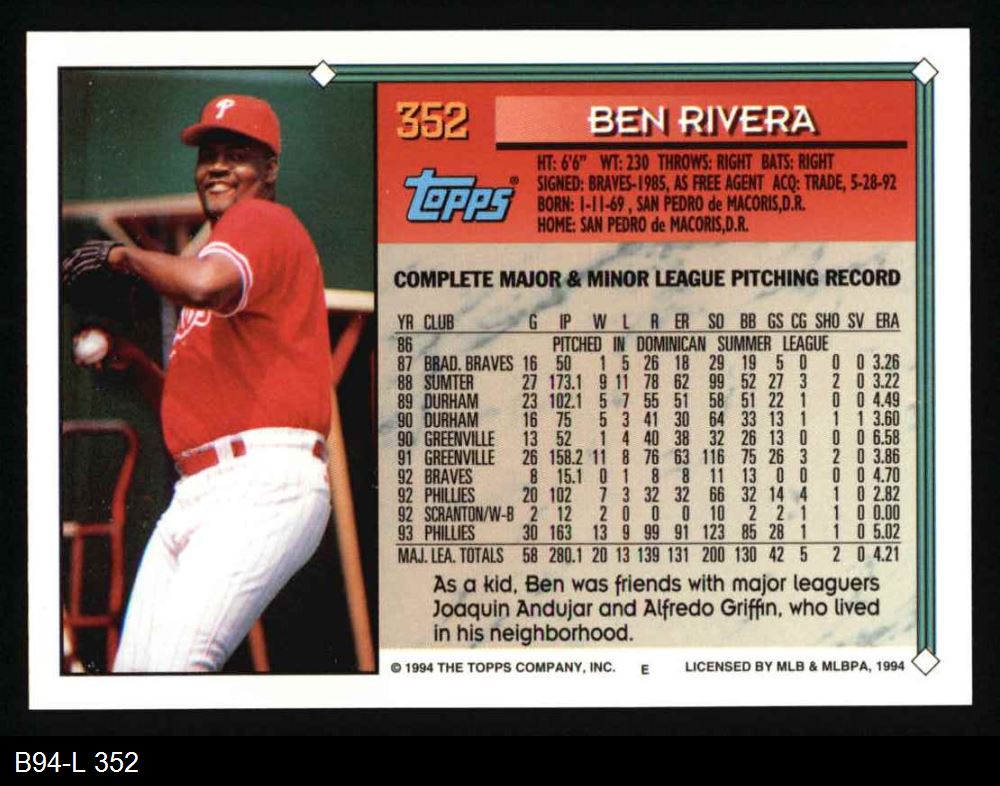 352
BEN RIVERA
TOPPS®
HT: 6'6" WT: 230 THROWS: RIGHT BATS: RIGHT
SIGNED: BRAVES-1985, AS FREE AGENT ACQ: TRADE, 5-28-92
BORN: 1-11-69 , SAN PEDRO de MACORIS,D.R.
HOME: SAN PEDRO de MACORIS,D.R.
COMPLETE MAJOR & MINOR LEAGUE PITCHING RECORD
YR CLUB G IP W L R ER SO BB GS CG SHO SV ERA
86 PITCHED IN DOMINICAN SUMMER LEAGUE
87 BRAD. BRAVES 16 50 1 5 26 18 29 19 5 0 0 0 3.26
88 SUMTER 27 173.1 9 11 78 62 99 52 27 3 2 0 3.22
89 DURHAM 23 102.1 5 7 55 51 58 51 22 1 0 0 4.49
90 DURHAM 16 75 5 3 41 30 64 33 13 1 1 1 3.60
90 GREENVILLE 13 52 1 4 40 38 32 26 13 0 0 0 6.58
91 GREENVILLE 26 158.2 11 8 76 63 116 75 26 3 2 0 3.86
92 BRAVES 8 15.1 0 1 8 8 11 13 0 0 0 0 4.70
92 PHILLIES 20 102 7 3 32 32 66 32 14 4 1 0 2.82
92 SCRANTON/W-B 2 12 2 0 0 0 10 2 2 1 1 0 0.00
93 PHILLIES 30 163 13 9 99 91 123 85 28 1 1 0 5.02
MAJ. LEA. TOTALS 58 280.1 20 13 139 131 200 130 42 5 2 0 4.21
As a kid, Ben was friends with major leaguers
Joaquin Andujar and Alfredo Griffin, who lived
in his neighborhood.
© 1994 THE TOPPS COMPANY, INC. E LICENSED BY MLB & MLBPA, 1994
B94-L 352